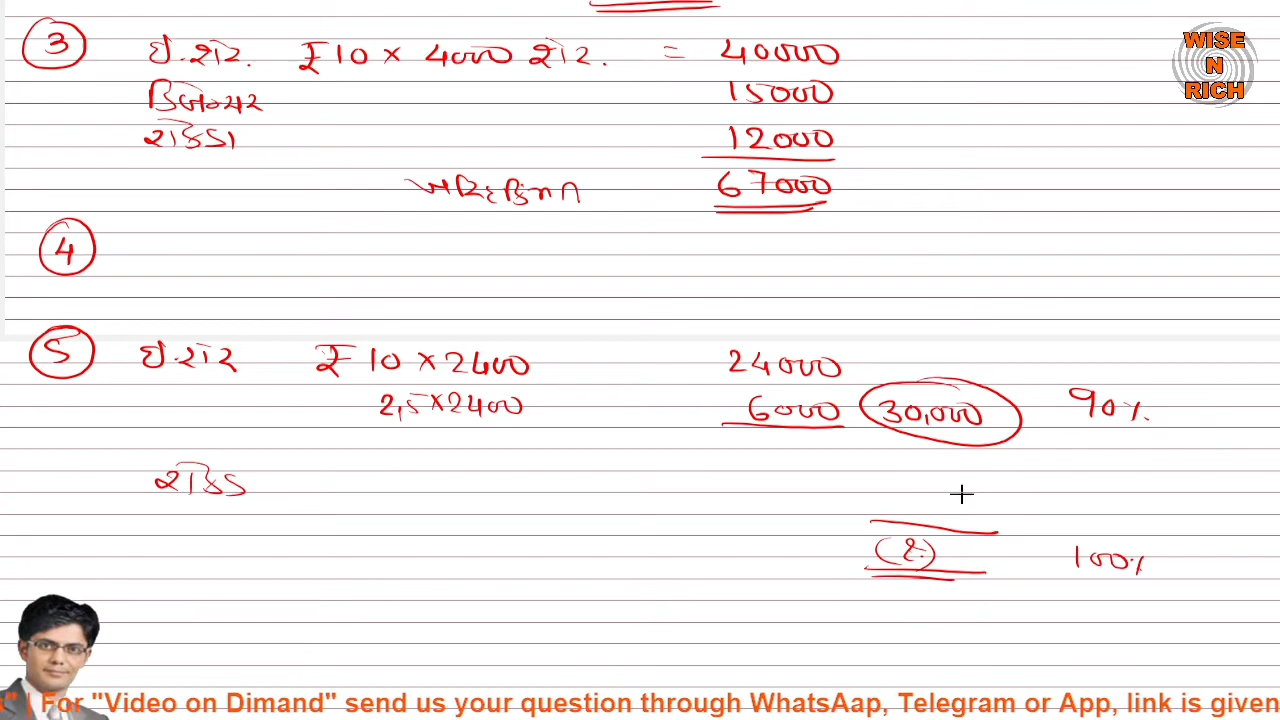 ③ ઈ.શેર. ₹10 × 4000 શેર. = 40000
ડિબેન્ચર 15000
રોકડા 12000
ખરીદકિંમત 67000
④
⑤ ઈ.શેર ₹10 × 2400 24000
2.5 × 2400 6000 30,000 90%
રોકડ
(?) 100%
WISE
N
RICH
s" | For "Video on Dimand" send us your question through WhatsAap, Telegram or App, link is given